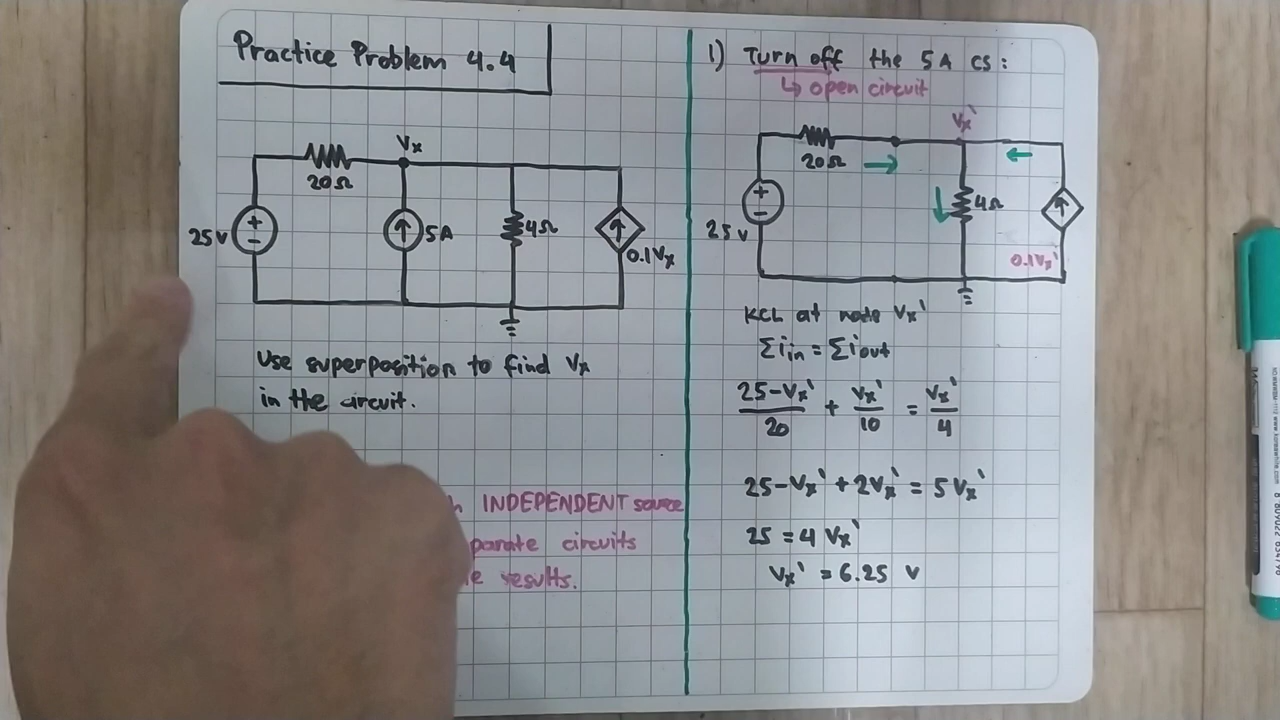 Practice Problem 4.4
Vx
20Ω
25V
+
−
5A
4Ω
0.1Vx
Use superposition to find Vx
in the circuit.
INDEPENDENT source
circuits
results.
1) Turn off the 5A cs:
↳ open circuit
Vx'
20Ω
+
−
4Ω
25V
0.1Vx'
KCL at node Vx'
Σiin = Σiout
25-Vx'/20 + Vx'/10 = Vx'/4
25-Vx' + 2Vx' = 5Vx'
25 = 4Vx'
Vx' = 6.25 V